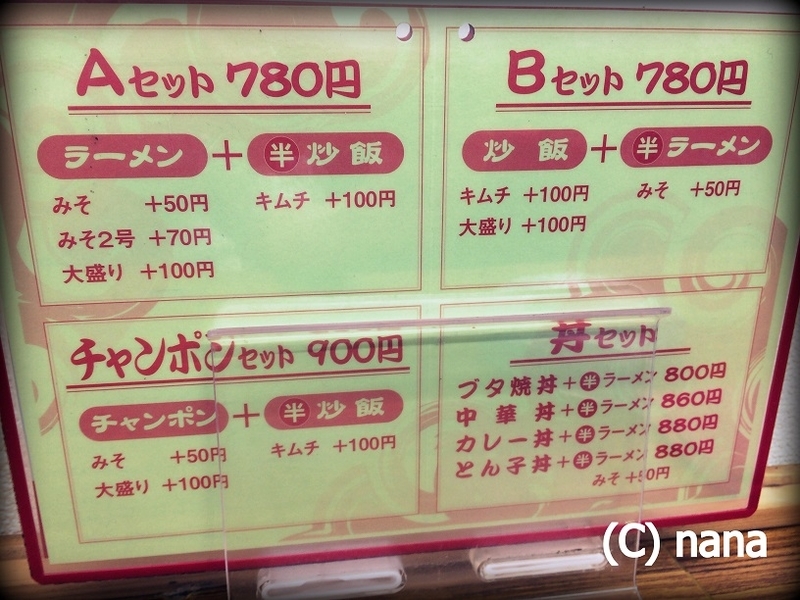 Aセット 780円
ラーメン + 半 炒飯
みそ +50円 キムチ +100円
みそ2号 +70円
大盛り +100円
Bセット 780円
炒飯 + 半 ラーメン
キムチ +100円 みそ +50円
大盛り +100円
チャンポンセット 900円
チャンポン + 半 炒飯
みそ +50円 キムチ +100円
大盛り +100円
丼セット
ブタ焼丼+半ラーメン 800円
中華丼+半ラーメン 860円
カレー丼+半ラーメン 880円
とん子丼+半ラーメン 880円
みそ+50円
(C) nana